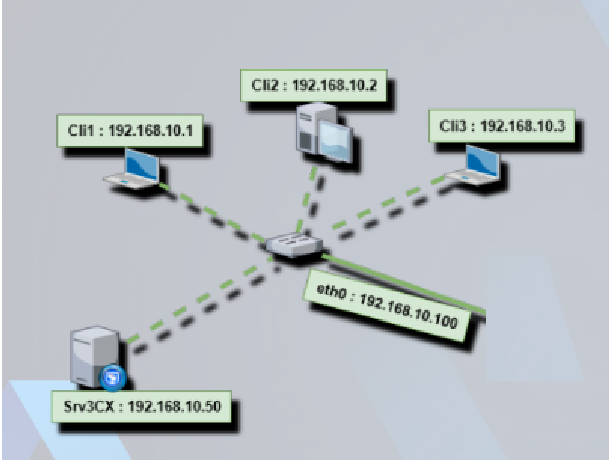 Cli2 : 192.168.10.2
Cli1 : 192.168.10.1
Cli3 : 192.168.10.3
eth0 : 192.168.10.100
Srv3CX : 192.168.10.50